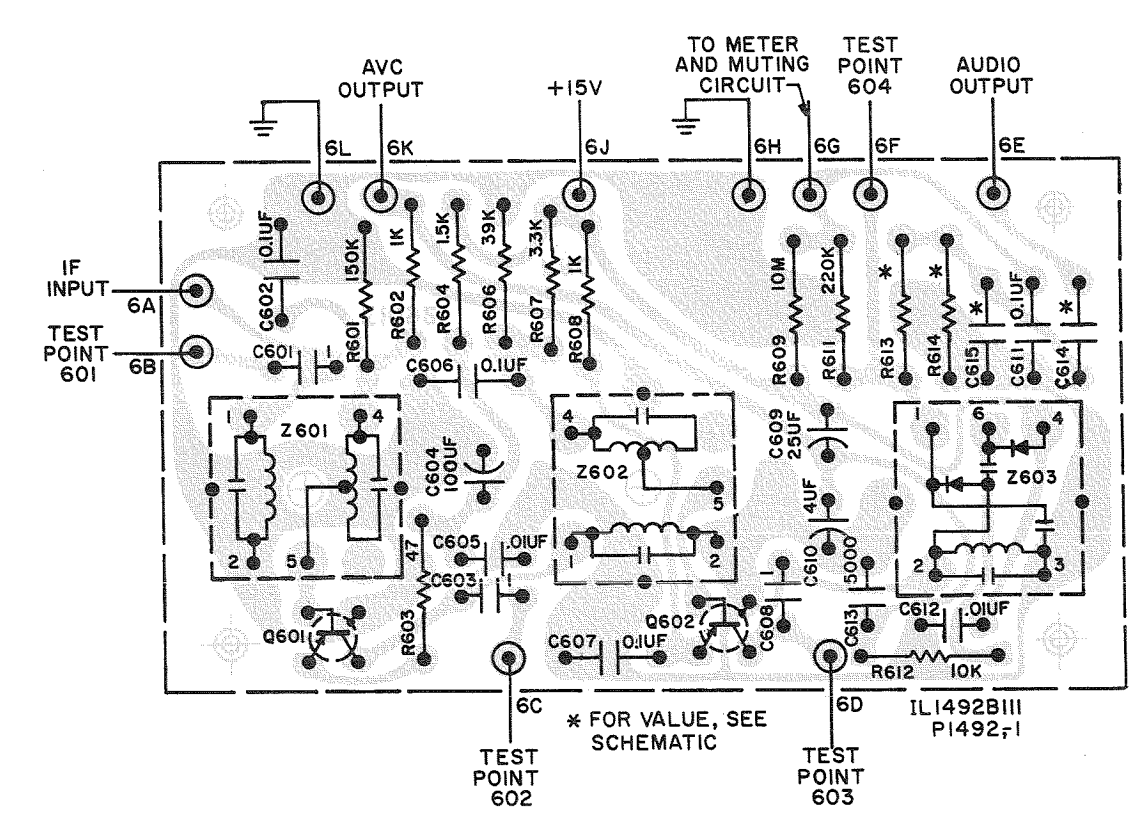 TO METER
AND MUTING
CIRCUIT
TEST
POINT
604
AVC
OUTPUT
+15V
AUDIO
OUTPUT
6L
6K
6J
6H
6G
6F
6E
IF
INPUT
6A
TEST
POINT
601
6B
0.1UF
C602
150K
R601
1K
R602
1.5K
R604
39K
R606
3.3K
R607
1K
R608
10M
R609
220K
R611
*
R613
*
R614
*
C615
0.1UF
C611
*
C614
C601
1
C606
0.1UF
1
4
Z601
2
5
C604
100UF
4
Z602
5
1
2
C609
25UF
4UF
C610
1
6
4
Z603
2
3
47
R603
C605
.01UF
C603
1
Q601
Q602
1
C608
5000
C613
C612
.01UF
C607
0.1UF
R612
10K
6C
TEST
POINT
602
* FOR VALUE, SEE
SCHEMATIC
6D
TEST
POINT
603
IL1492B111
P1492,-1